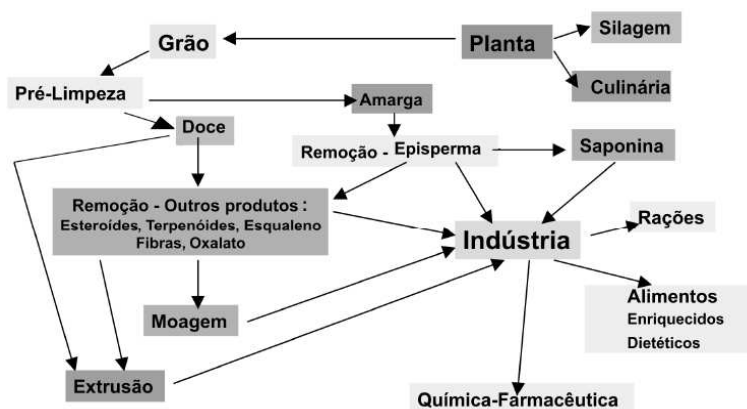 Grão
Planta
Silagem
Culinária
Pré-Limpeza
Amarga
Doce
Remoção - Episperma
Saponina
Remoção - Outros produtos :
Esteroídes, Terpenóides, Esqualeno
Fibras, Oxalato
Indústria
Rações
Moagem
Alimentos
Enriquecidos
Dietéticos
Extrusão
Química-Farmacêutica